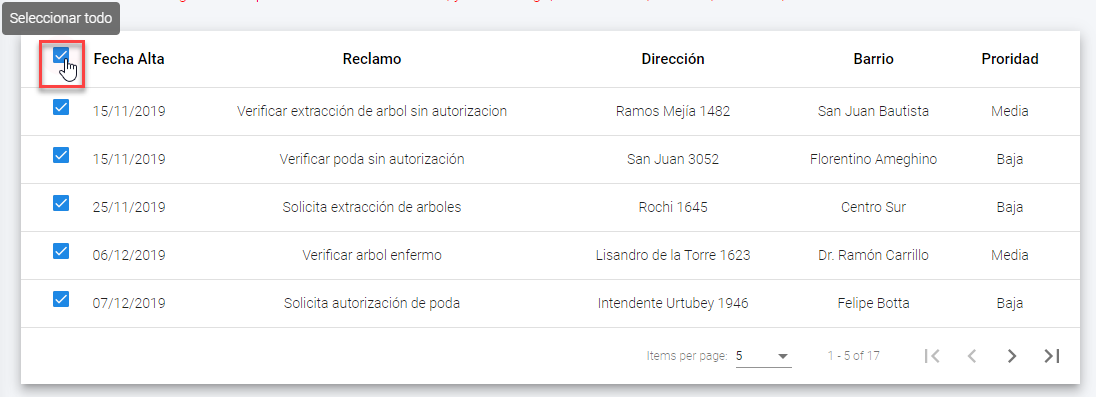 Seleccionar todo
Fecha Alta Reclamo Dirección Barrio Proridad
15/11/2019 Verificar extracción de arbol sin autorizacion Ramos Mejía 1482 San Juan Bautista Media
15/11/2019 Verificar poda sin autorización San Juan 3052 Florentino Ameghino Baja
25/11/2019 Solicita extracción de arboles Rochi 1645 Centro Sur Baja
06/12/2019 Verificar arbol enfermo Lisandro de la Torre 1623 Dr. Ramón Carrillo Media
07/12/2019 Solicita autorización de poda Intendente Urtubey 1946 Felipe Botta Baja
Items per page: 5 1 - 5 of 17